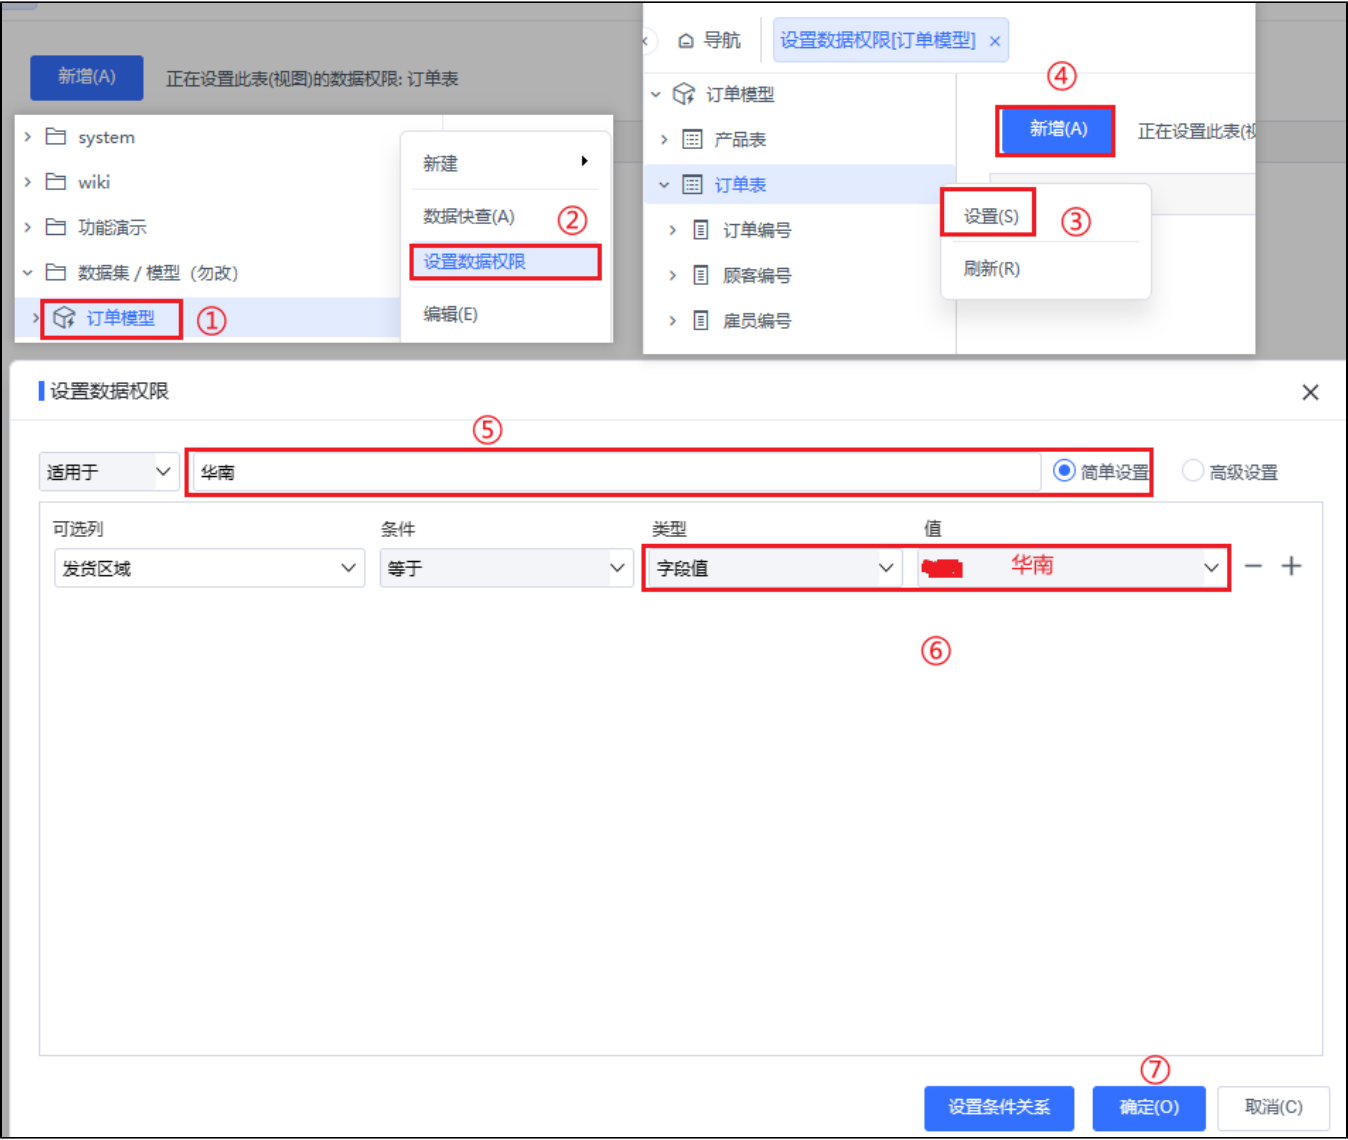 新增(A) 正在设置此表(视图)的数据权限: 订单表
system
wiki
功能演示
数据集 / 模型（勿改）
订单模型 ①
新建
数据快查(A) ②
设置数据权限
编辑(E)
导航 设置数据权限[订单模型] ×
订单模型
产品表
订单表
订单编号
顾客编号
雇员编号
④
新增(A) 正在设置此表(视
设置(S) ③
刷新(R)
设置数据权限
⑤
适用于 华南 简单设置 高级设置
可选列 条件 类型 值
发货区域 等于 字段值 华南
⑥
⑦
设置条件关系 确定(O) 取消(C)